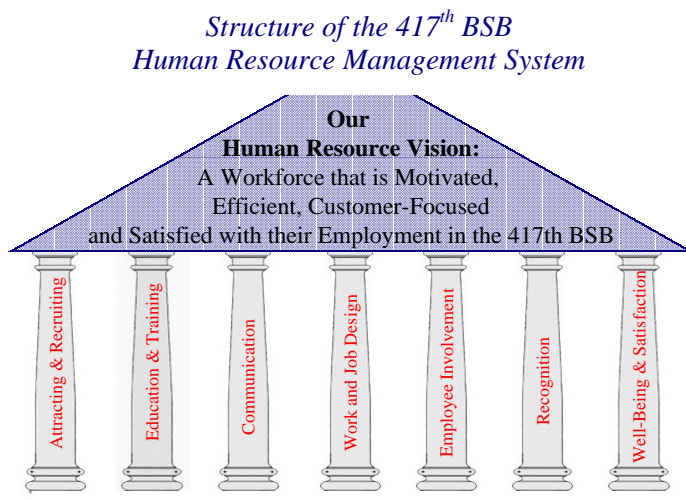 Structure of the 417th BSB
Human Resource Management System
Our
Human Resource Vision:
A Workforce that is Motivated,
Efficient, Customer-Focused
and Satisfied with their Employment in the 417th BSB
Attracting & Recruiting
Education & Training
Communication
Work and Job Design
Employee Involvement
Recognition
Well-Being & Satisfaction